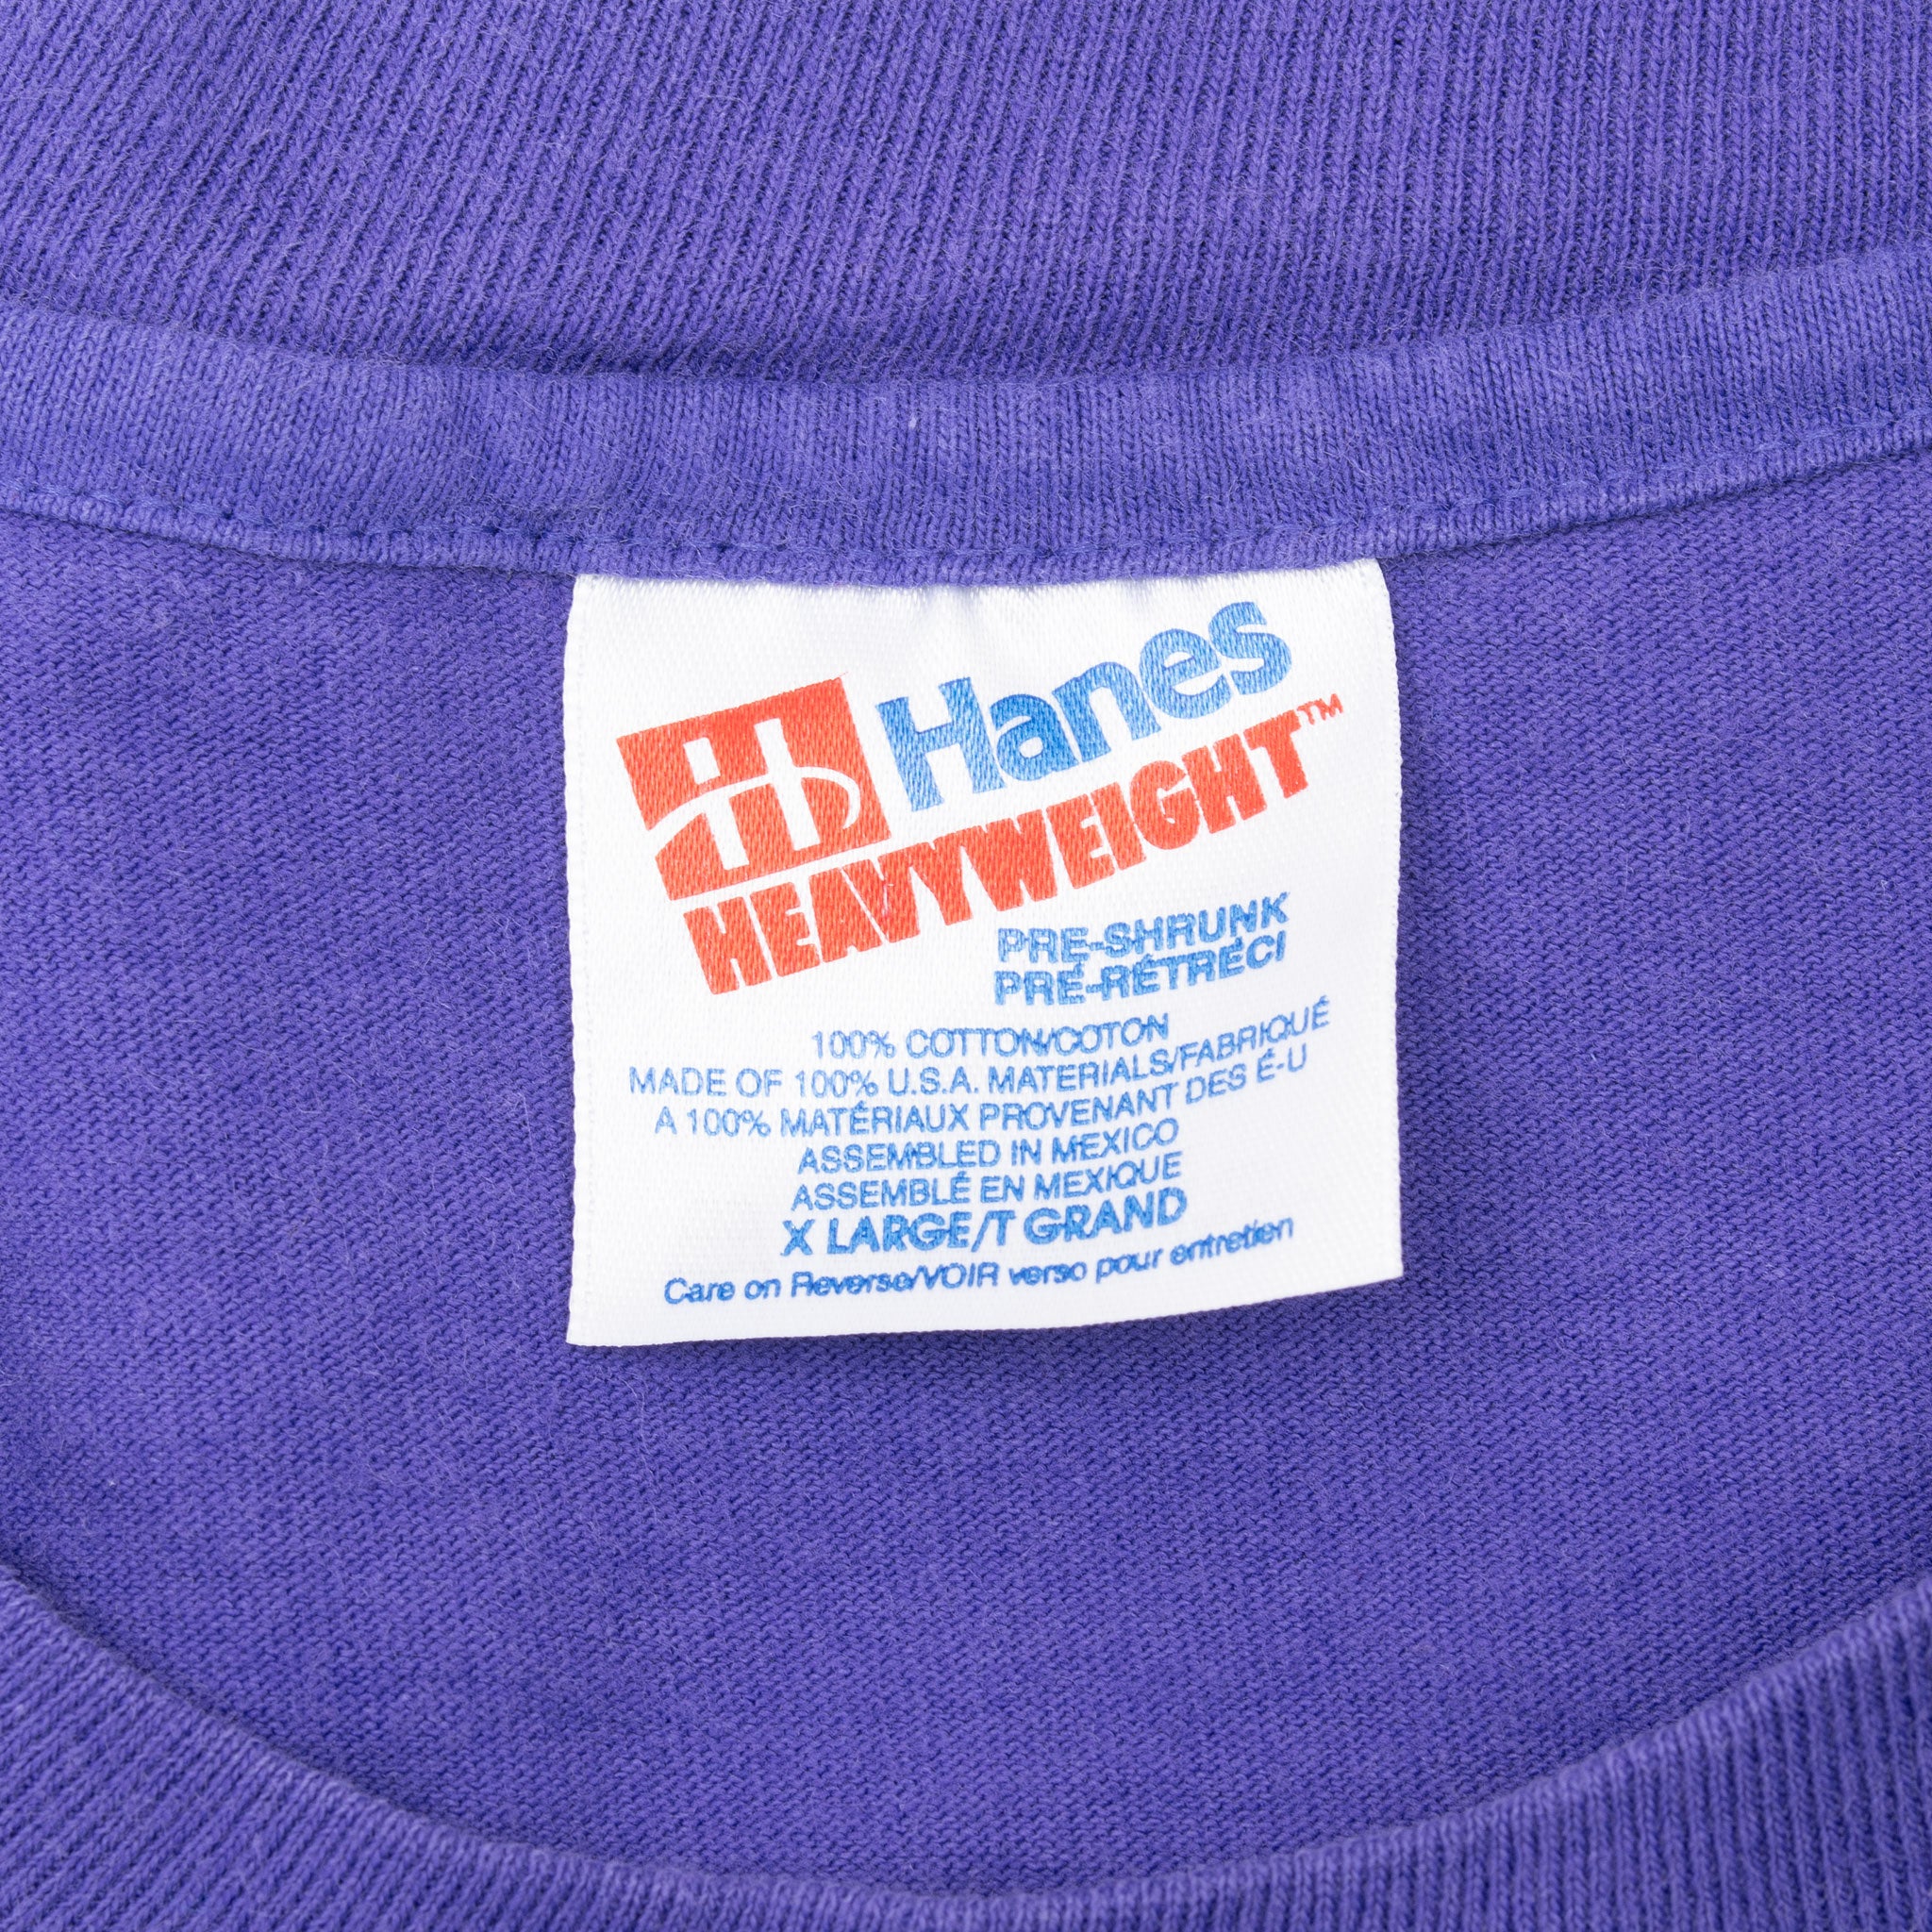 Hanes
HEAVYWEIGHT™
PRE-SHRUNK
PRÉ-RÉTRÉCI
100% COTTON/COTON
MADE OF 100% U.S.A. MATERIALS/FABRIQUÉ
A 100% MATÉRIAUX PROVENANT DES É-U
ASSEMBLED IN MEXICO
ASSEMBLÉ EN MEXIQUE
X LARGE/T GRAND
Care on Reverse/VOIR verso pour entretien